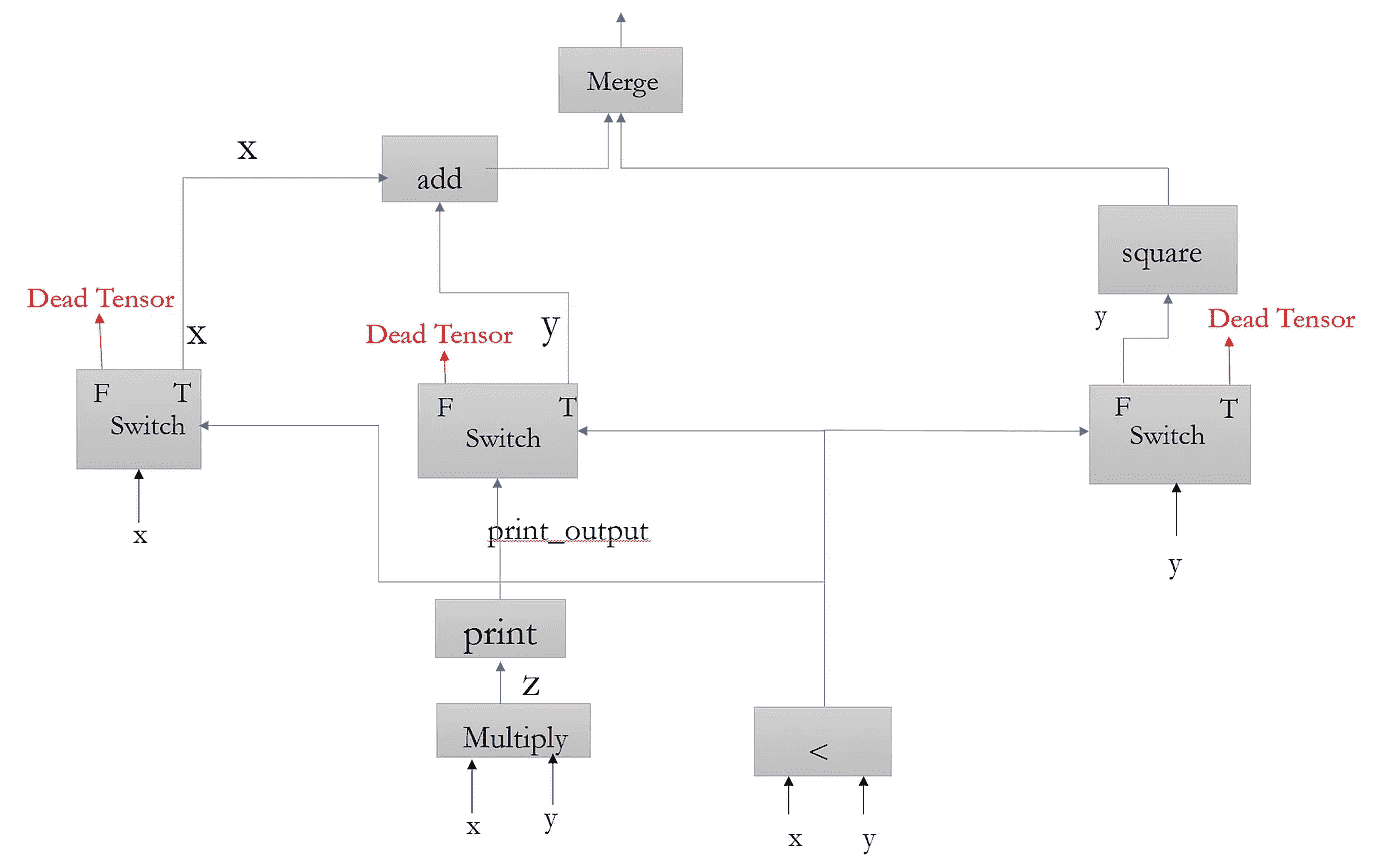 Merge
x
add
square
Dead Tensor
x
Dead Tensor
y
y
Dead Tensor
F T
Switch
F T
Switch
F T
Switch
x
print_output
y
print
z
Multiply
<
x
y
x
y